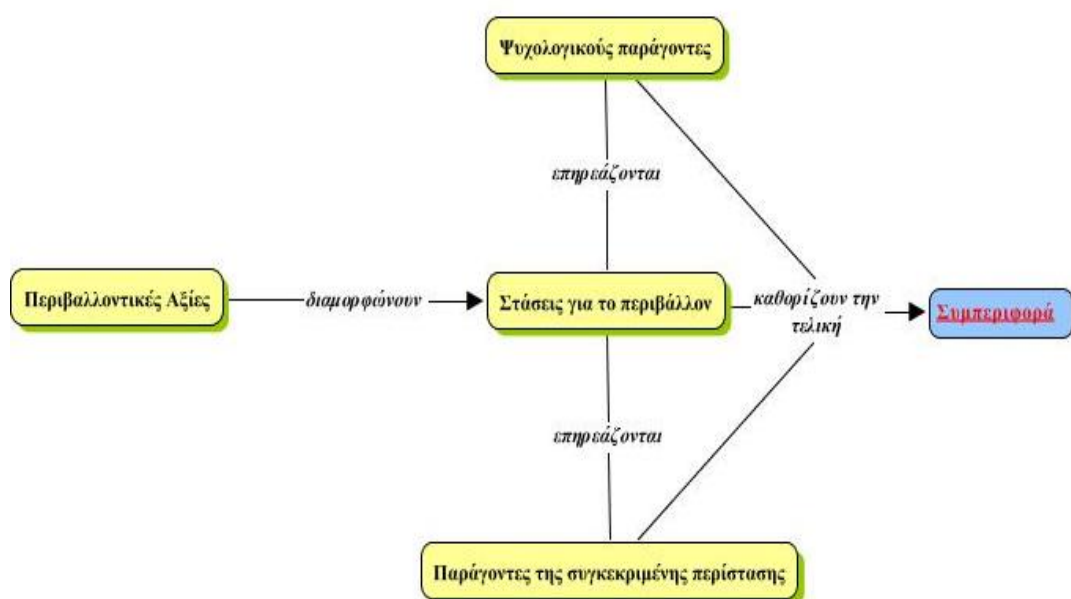 Ψυχολογικούς παράγοντες
επηρεάζονται
Περιβαλλοντικές Αξίες
διαμορφώνουν
Στάσεις για το περιβάλλον
καθορίζουν την
τελική
Συμπεριφορά
επηρεάζονται
Παράγοντες της συγκεκριμένης περίστασης